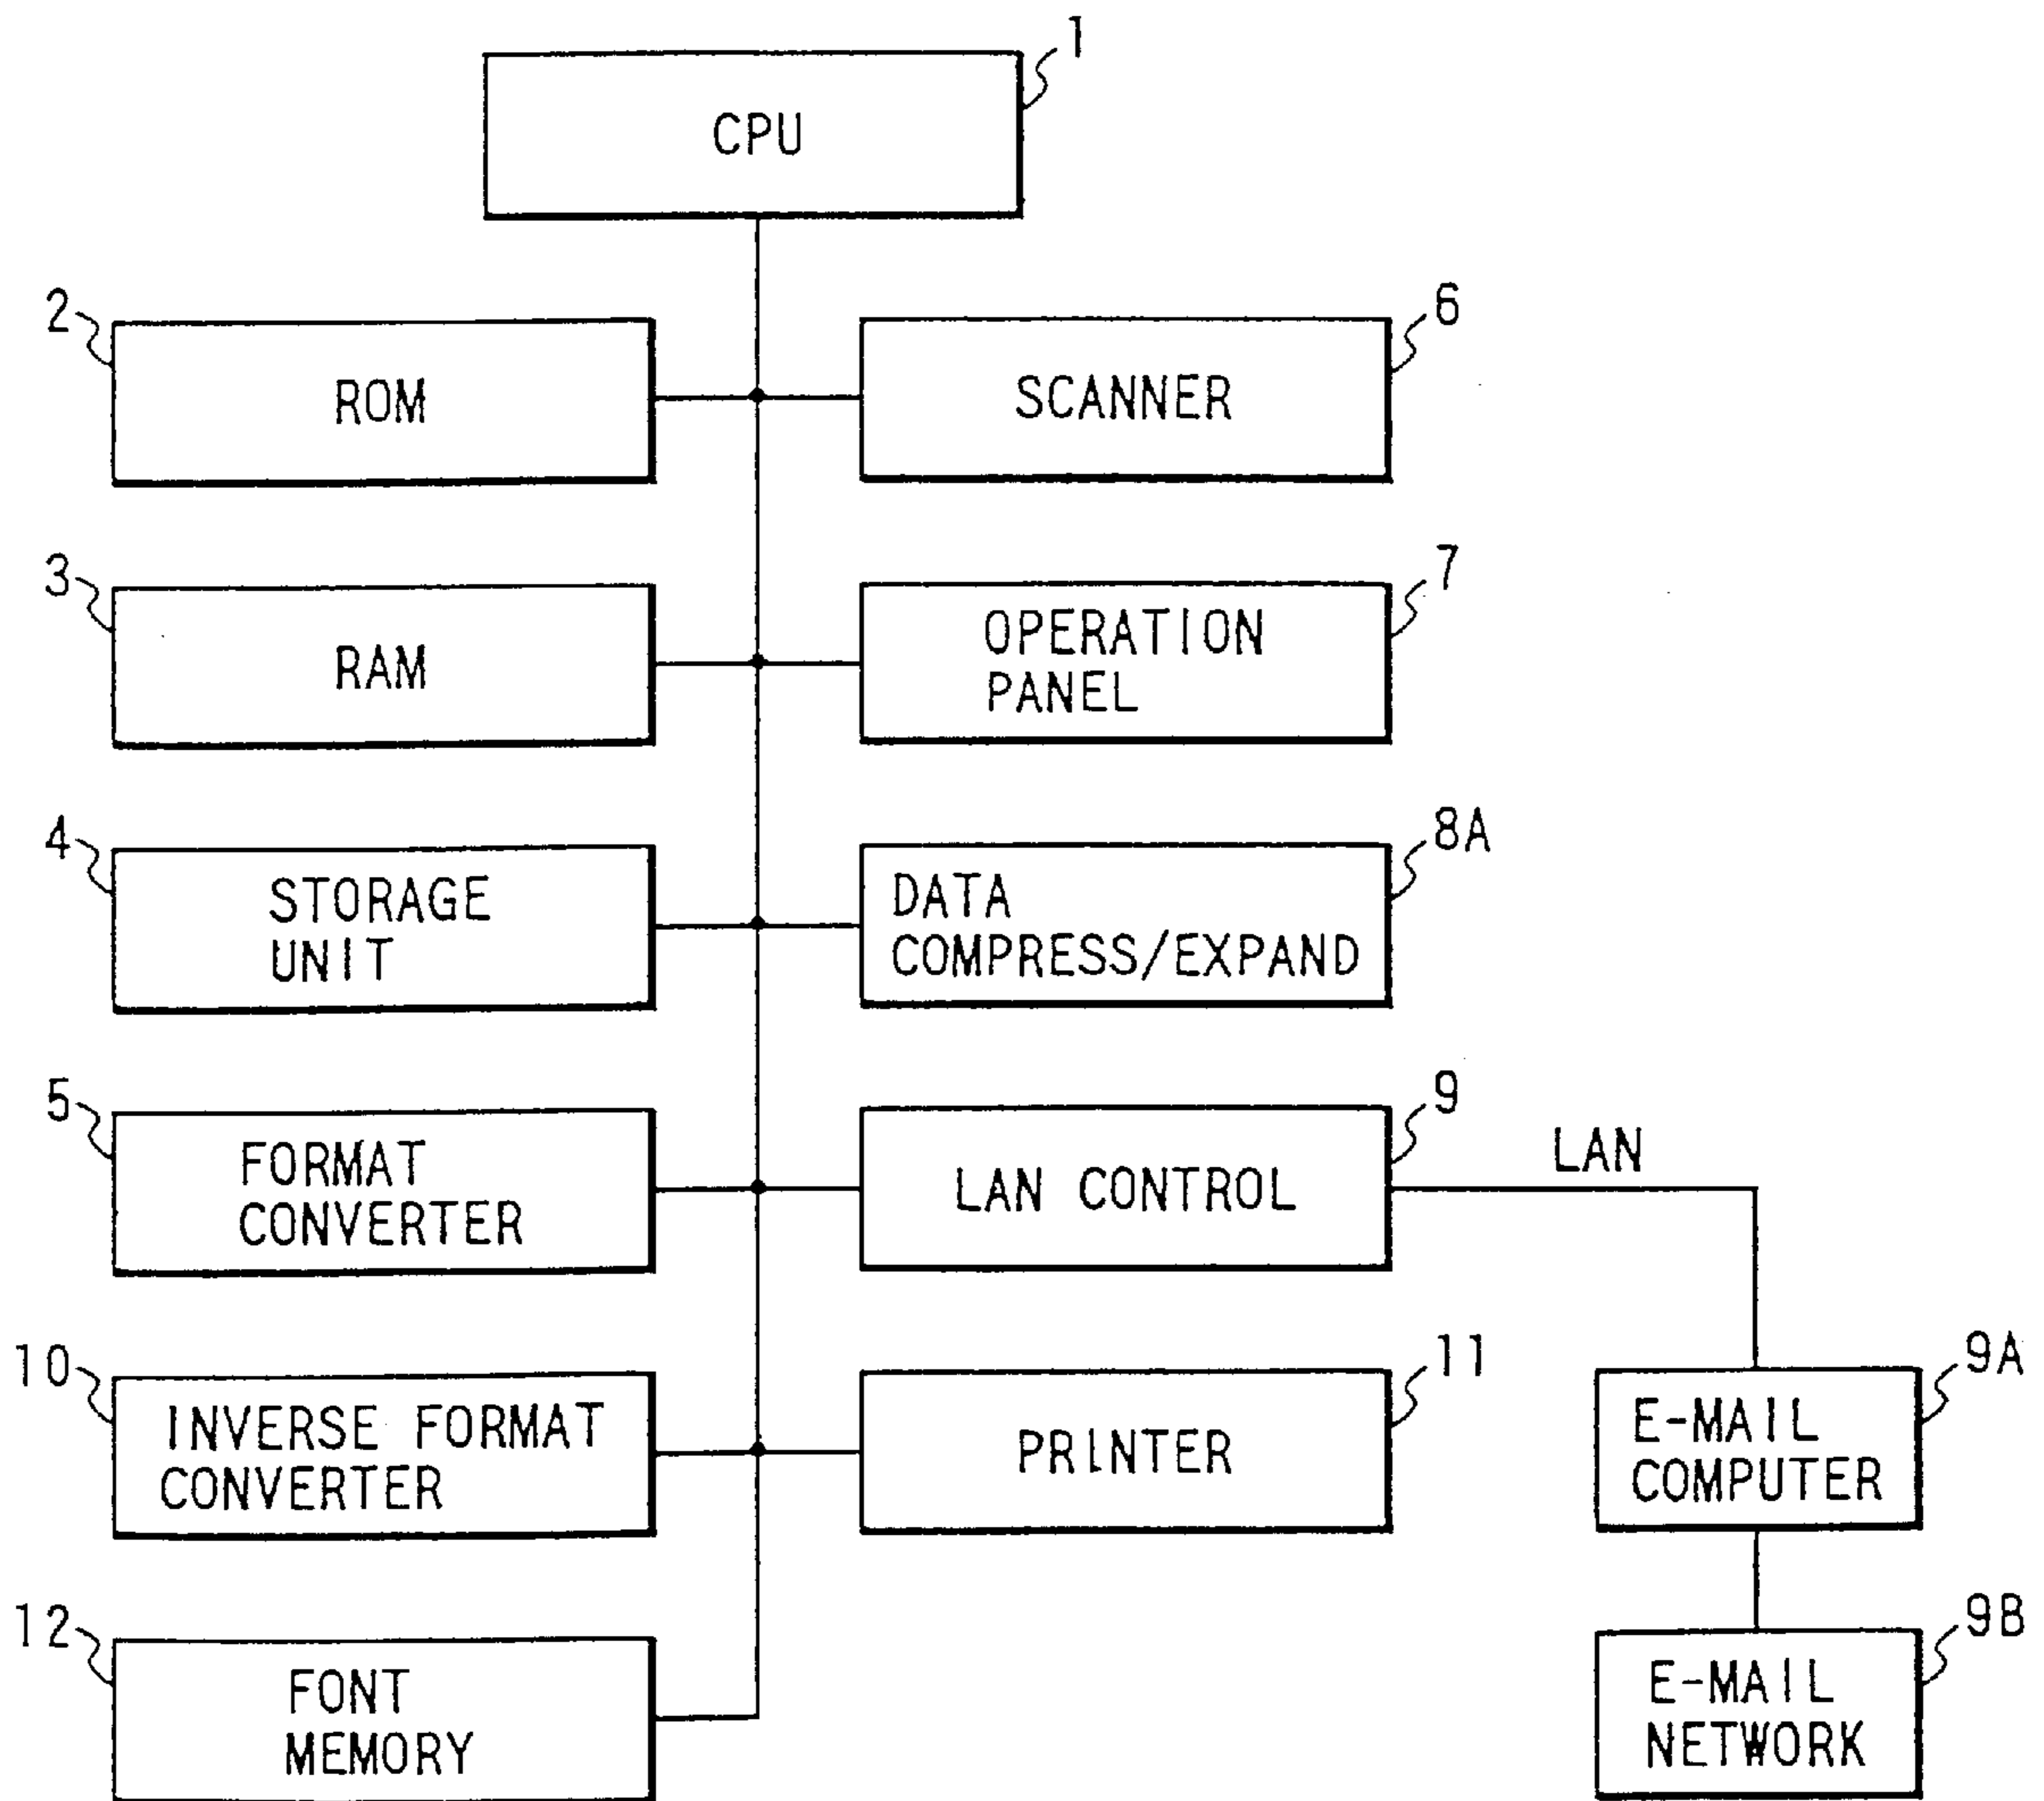 1
CPU
2
ROM
6
SCANNER
3
RAM
7
OPERATION
PANEL
4
STORAGE
UNIT
8A
DATA
COMPRESS/EXPAND
5
FORMAT
CONVERTER
9
LAN CONTROL
LAN
10
INVERSE FORMAT
CONVERTER
11
PRINTER
9A
E-MAIL
COMPUTER
12
FONT
MEMORY
9B
E-MAIL
NETWORK